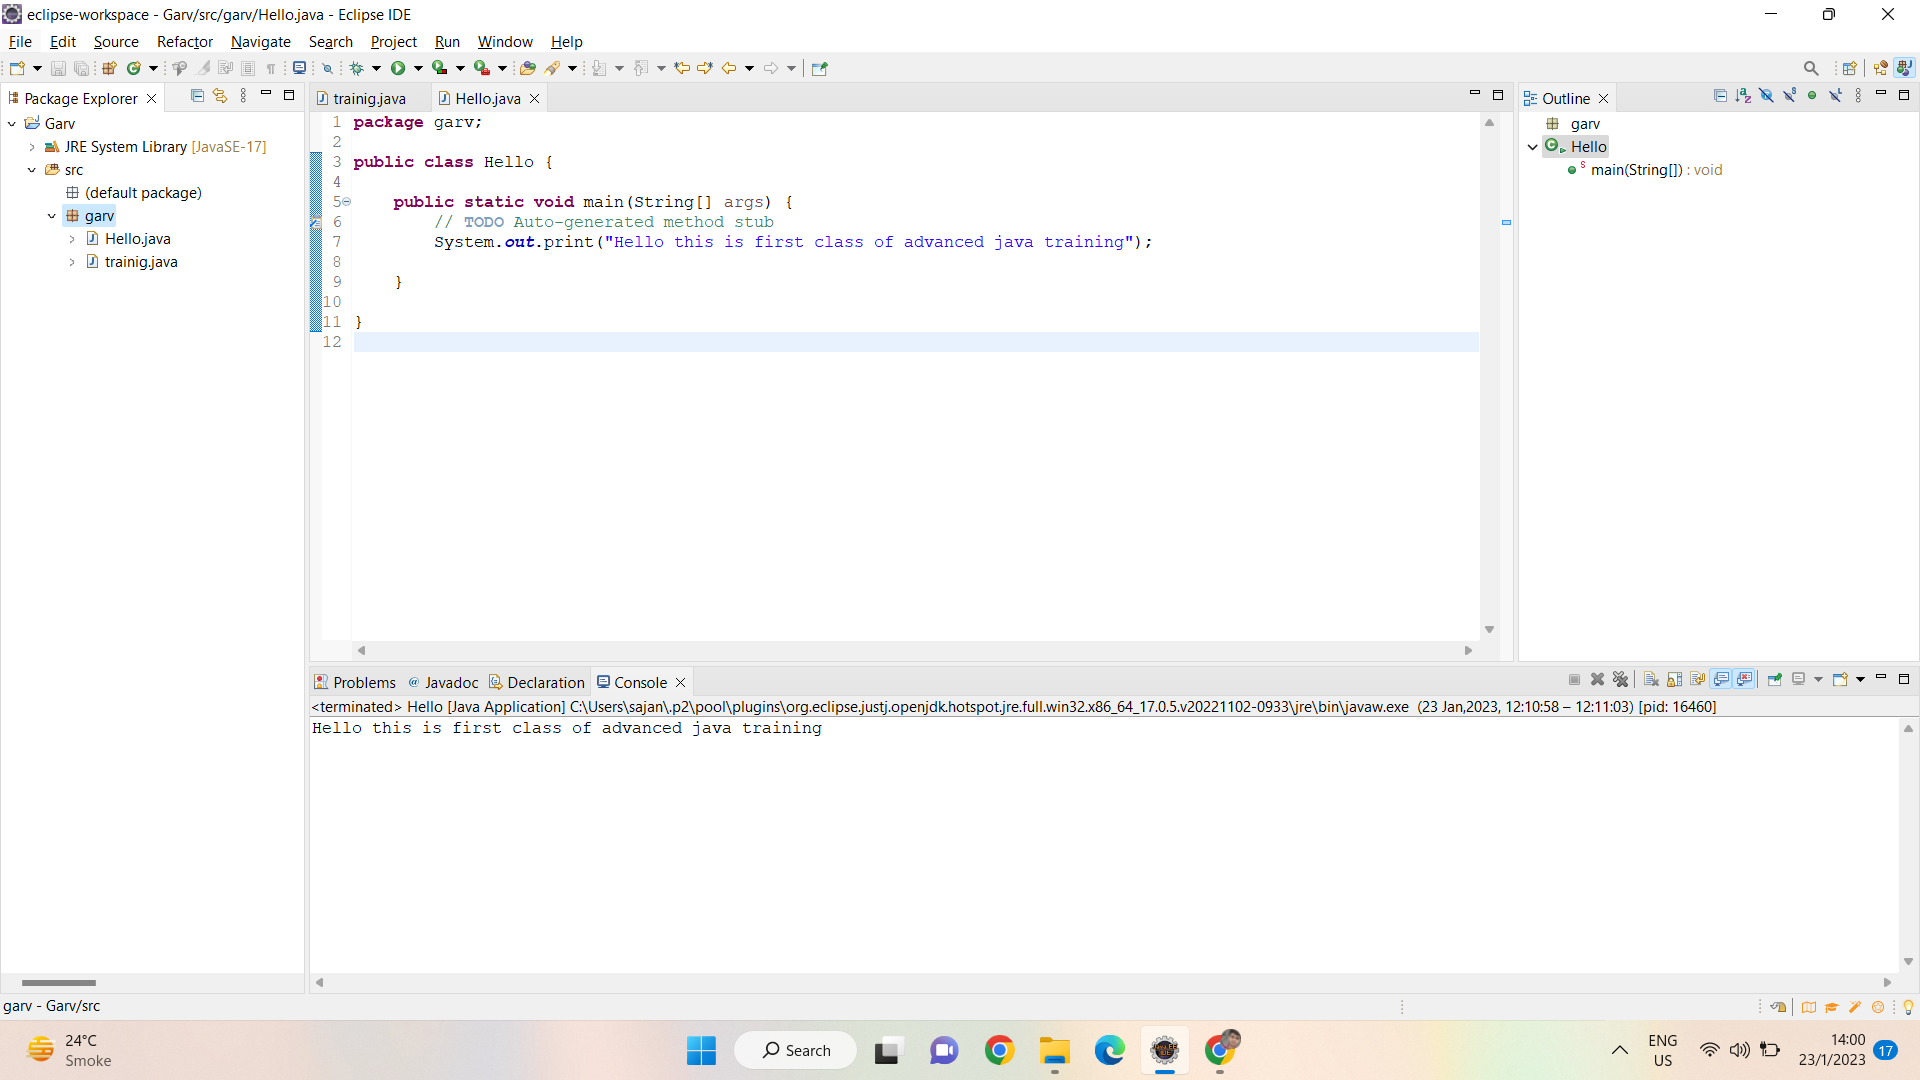 eclipse-workspace - Garv/src/garv/Hello.java - Eclipse IDE
File Edit Source Refactor Navigate Search Project Run Window Help
Package Explorer
trainig.java
Hello.java
Outline
Garv
JRE System Library [JavaSE-17]
src
(default package)
garv
Hello.java
trainig.java
1 package garv;
2
3 public class Hello {
4
5 public static void main(String[] args) {
6 // TODO Auto-generated method stub
7 System.out.print("Hello this is first class of advanced java training");
8
9 }
10
11 }
12
garv
Hello
main(String[]) : void
Problems @ Javadoc Declaration Console
<terminated> Hello [Java Application] C:\Users\sajan\.p2\pool\plugins\org.eclipse.justj.openjdk.hotspot.jre.full.win32.x86_64_17.0.5.v20221102-0933\jre\bin\javaw.exe (23 Jan,2023, 12:10:58 – 12:11:03) [pid: 16460]
Hello this is first class of advanced java training
garv - Garv/src
24°C
Smoke
Search
ENG
US
14:00
23/1/2023
17